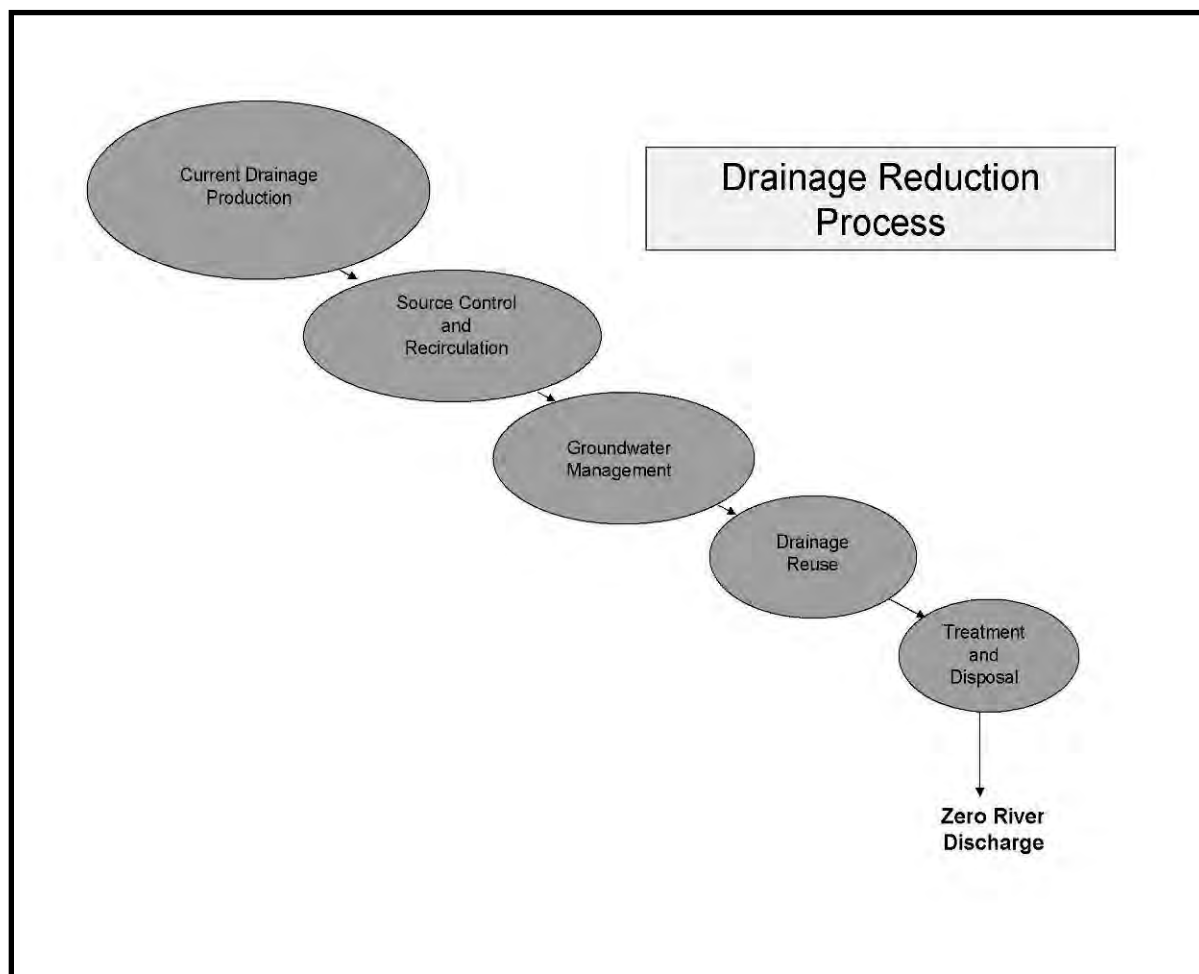 Drainage Reduction
Process
Current Drainage
Production
Source Control
and
Recirculation
Groundwater
Management
Drainage
Reuse
Treatment
and
Disposal
Zero River
Discharge